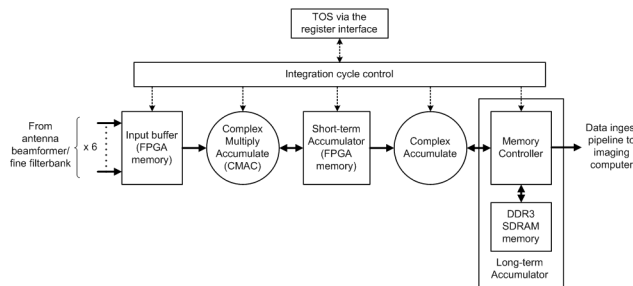 TOS via the
register interface
Integration cycle control
From
antenna
beamformer/
fine filterbank
x 6
Input buffer
(FPGA
memory)
Complex
Multiply
Accumulate
(CMAC)
Short-term
Accumulator
(FPGA
memory)
Complex
Accumulate
Memory
Controller
DDR3
SDRAM
memory
Long-term
Accumulator
Data inges
pipeline to
imaging
computer